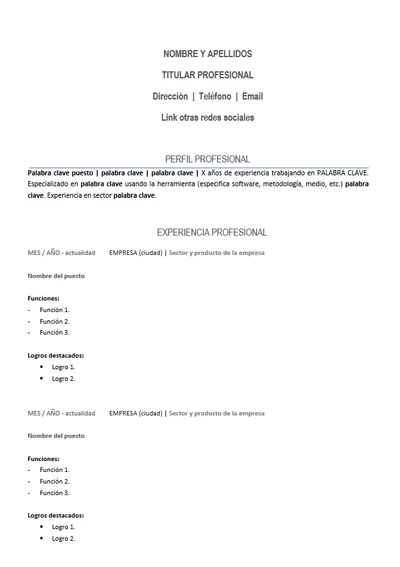 NOMBRE Y APELLIDOS
TITULAR PROFESIONAL
Dirección | Teléfono | Email
Link otras redes sociales
PERFIL PROFESIONAL
Palabra clave puesto | palabra clave | palabra clave | X años de experiencia trabajando en PALABRA CLAVE.
Especializado en palabra clave usando la herramienta (especifica software, metodología, medio, etc.) palabra
clave. Experiencia en sector palabra clave.
EXPERIENCIA PROFESIONAL
MES / AÑO - actualidad EMPRESA (ciudad) | Sector y producto de la empresa
Nombre del puesto
Funciones:
- Función 1.
- Función 2.
- Función 3.
Logros destacados:
• Logro 1.
• Logro 2.
MES / AÑO - actualidad EMPRESA (ciudad) | Sector y producto de la empresa
Nombre del puesto
Funciones:
- Función 1.
- Función 2.
- Función 3.
Logros destacados:
• Logro 1.
• Logro 2.